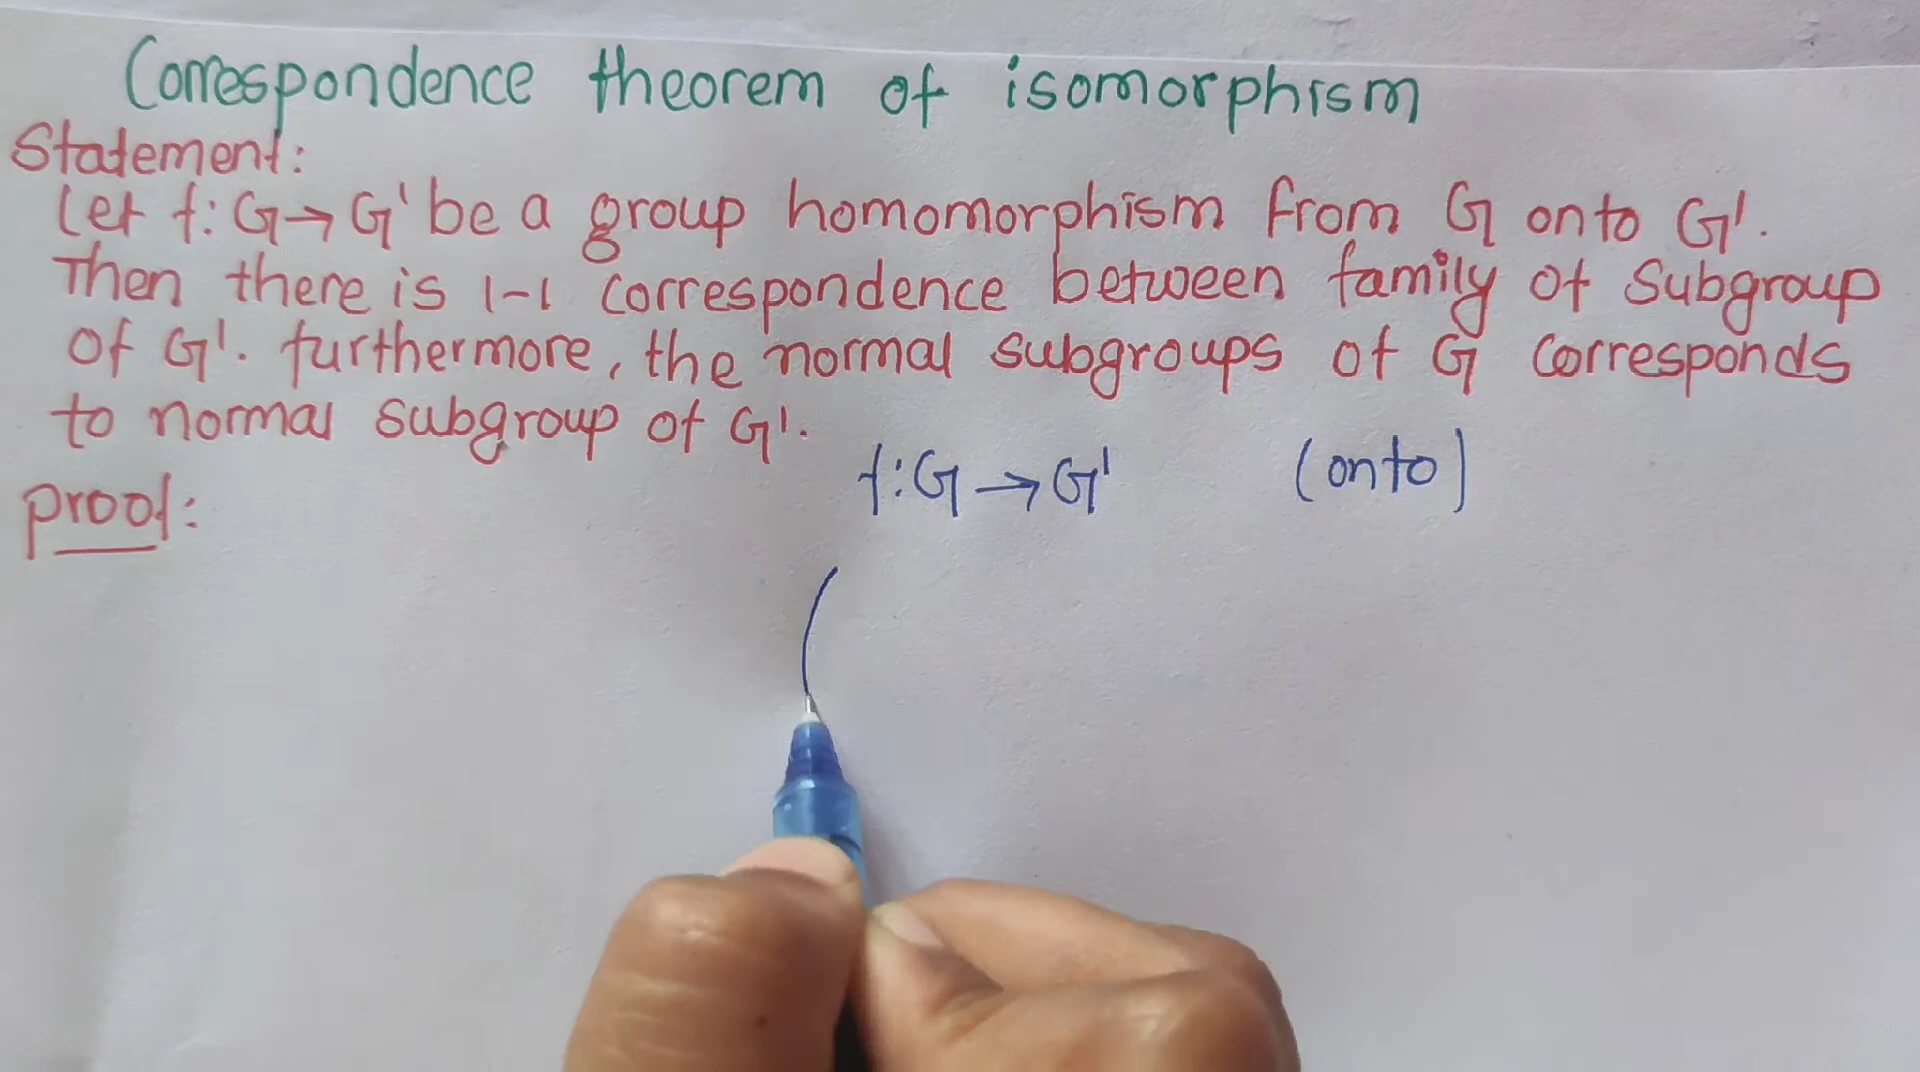 Correspondence theorem of isomorphism
Statement:
Let f: G→G' be a group homomorphism from G onto G'.
Then there is 1-1 correspondence between family of subgroup
of G'. furthermore, the normal subgroups of G corresponds
to normal subgroup of G'.
f: G → G' (onto)
proof: